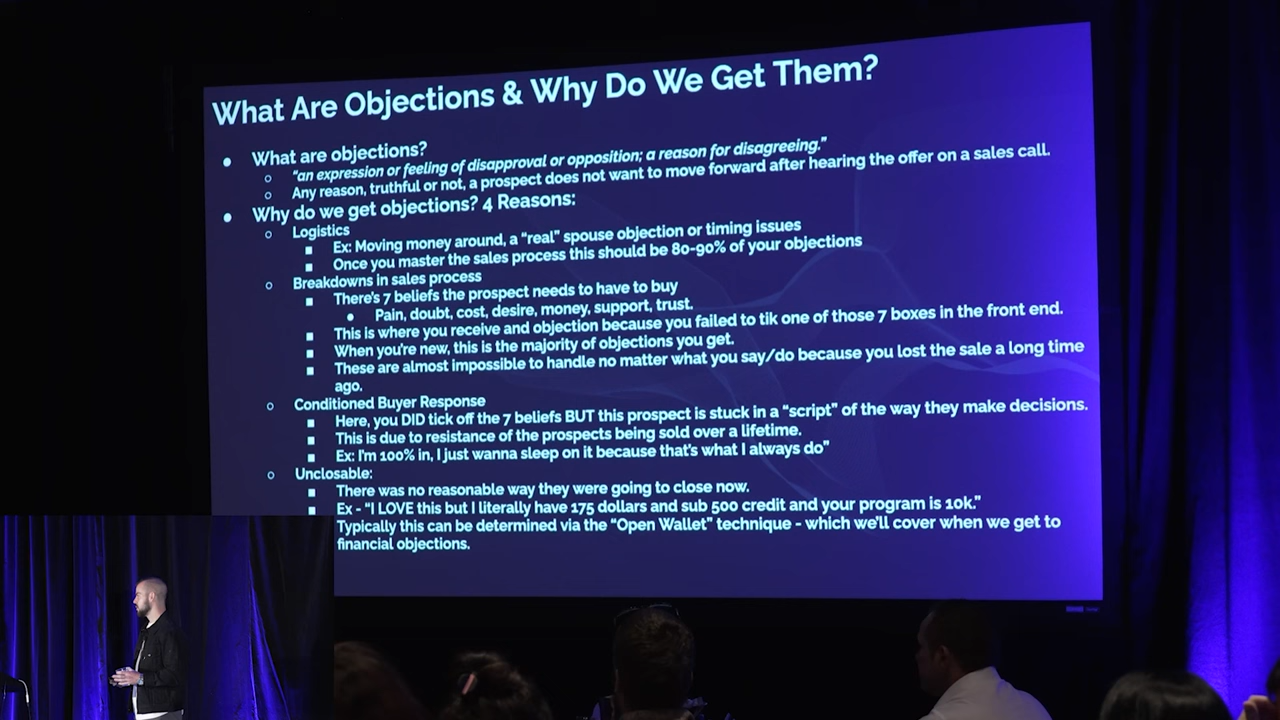 What Are Objections & Why Do We Get Them?
● What are objections?
○ "an expression or feeling of disapproval or opposition; a reason for disagreeing."
○ Any reason, truthful or not, a prospect does not want to move forward after hearing the offer on a sales call.
● Why do we get objections? 4 Reasons:
○ Logistics
■ Ex: Moving money around, a "real" spouse objection or timing issues
■ Once you master the sales process this should be 80-90% of your objections
○ Breakdowns in sales process
■ There's 7 beliefs the prospect needs to have to buy
● Pain, doubt, cost, desire, money, support, trust.
■ This is where you receive and objection because you failed to tik one of those 7 boxes in the front end.
■ When you're new, this is the majority of objections you get.
■ These are almost impossible to handle no matter what you say/do because you lost the sale a long time
ago.
○ Conditioned Buyer Response
■ Here, you DID tick off the 7 beliefs BUT this prospect is stuck in a "script" of the way they make decisions.
■ This is due to resistance of the prospects being sold over a lifetime.
■ Ex: I'm 100% in, I just wanna sleep on it because that's what I always do"
○ Unclosable:
■ There was no reasonable way they were going to close now.
■ Ex - "I LOVE this but I literally have 175 dollars and sub 500 credit and your program is 10k."
Typically this can be determined via the "Open Wallet" technique - which we'll cover when we get to
financial objections.